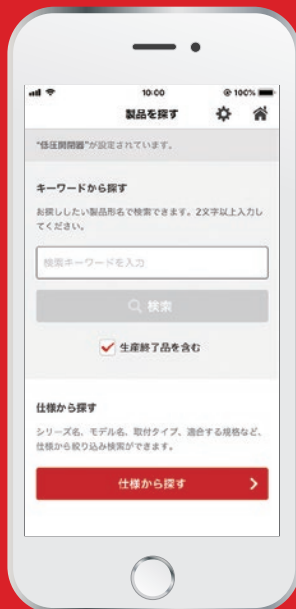 10:00
100%
製品を探す
"低圧開閉器"が設定されています。
キーワードから探す
お探ししたい製品形名で検索できます。2文字以上入力し
てください。
検索キーワードを入力
検索
生産終了品を含む
仕様から探す
シリーズ名、モデル名、取付タイプ、適合する規格など、
仕様から絞り込み検索ができます。
仕様から探す